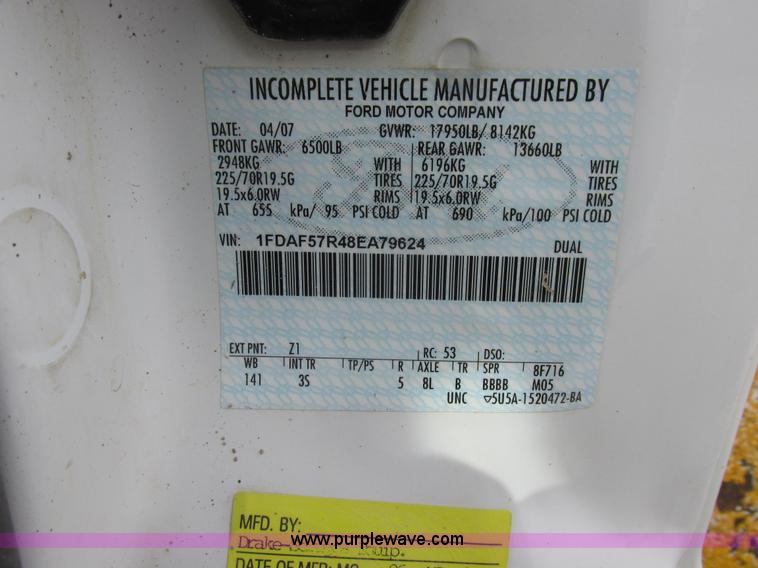 INCOMPLETE VEHICLE MANUFACTURED BY
FORD MOTOR COMPANY
DATE: 04/07 GVWR: 17950LB/ 8142KG
FRONT GAWR: 6500LB REAR GAWR: 13660LB
2948KG WITH 6196KG WITH
225/70R19.5G TIRES 225/70R19.5G TIRES
19.5x6.0RW RIMS 19.5x6.0RW RIMS
AT 655 kPa/ 95 PSI COLD AT 690 kPa/100 PSI COLD
VIN: 1FDAF57R48EA79624 DUAL
EXT PNT: Z1 RC: 53 DSO:
WB INT TR TP/PS R AXLE TR SPR 8F716
141 3S 5 8L B BBBB M05
UNC ▽5U5A-1520472-BA
MFD. BY:
www.purplewave.com
DATE OF MFD: MO.